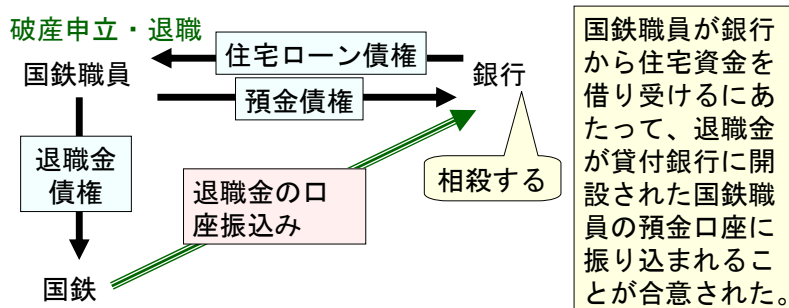 破産申立・退職
住宅ローン債権
国鉄職員
銀行
預金債権
退職金
債権
退職金の口
座振込み
相殺する
国鉄
国鉄職員が銀行
から住宅資金を
借り受けるにあ
たって、退職金
が貸付銀行に開
設された国鉄職
員の預金口座に
振り込まれるこ
とが合意された。